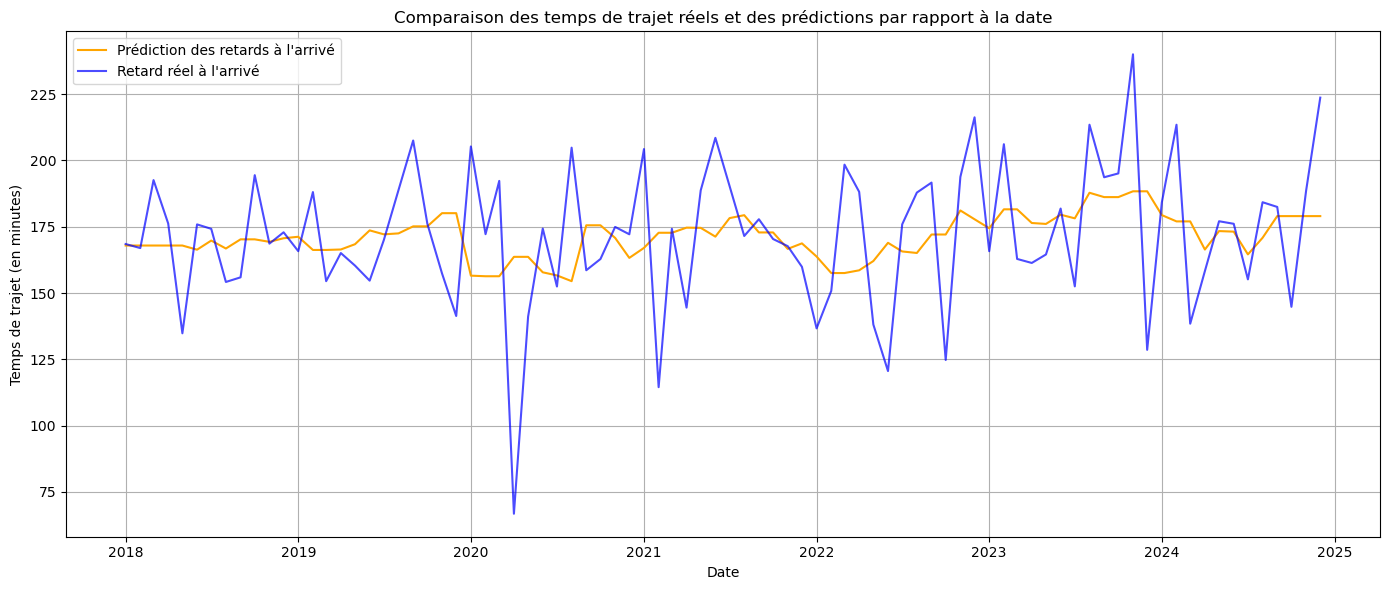 Comparaison des temps de trajet réels et des prédictions par rapport à la date
Prédiction des retards à l'arrivé
Retard réel à l'arrivé
Temps de trajet (en minutes)
225
200
175
150
125
100
75
2018 2019 2020 2021 2022 2023 2024 2025
Date